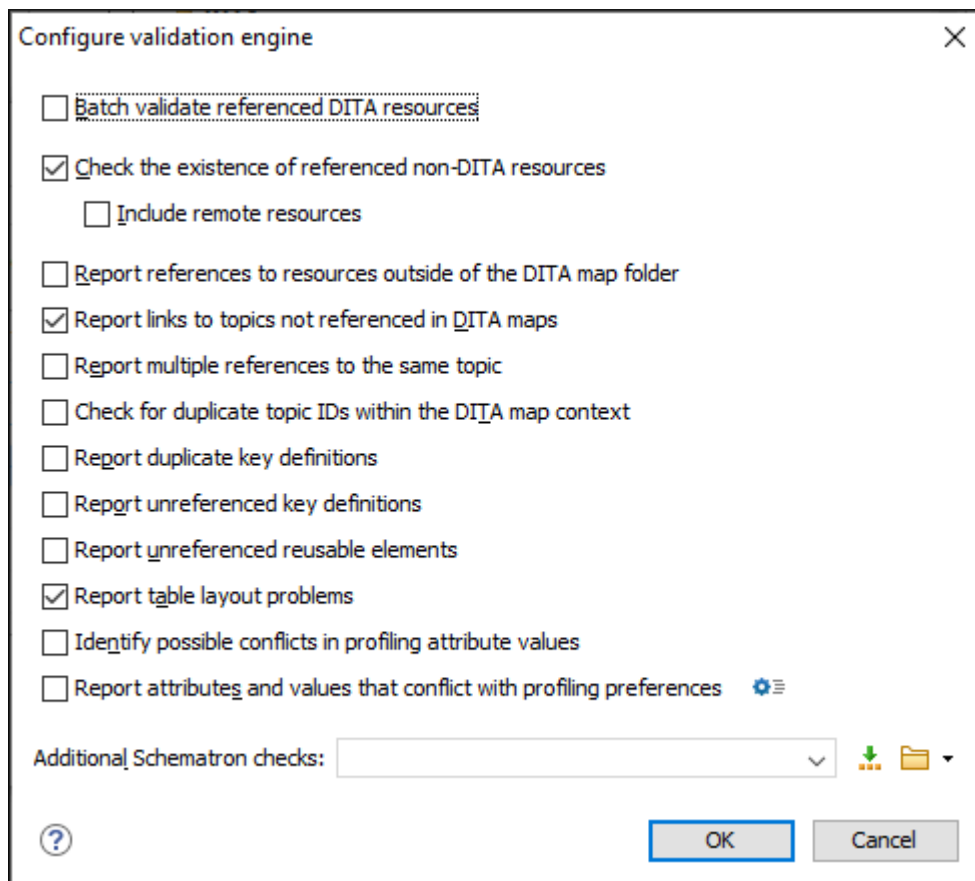 Configure validation engine
Batch validate referenced DITA resources
Check the existence of referenced non-DITA resources
Include remote resources
Report references to resources outside of the DITA map folder
Report links to topics not referenced in DITA maps
Report multiple references to the same topic
Check for duplicate topic IDs within the DITA map context
Report duplicate key definitions
Report unreferenced key definitions
Report unreferenced reusable elements
Report table layout problems
Identify possible conflicts in profiling attribute values
Report attributes and values that conflict with profiling preferences
Additional Schematron checks:
?
OK Cancel